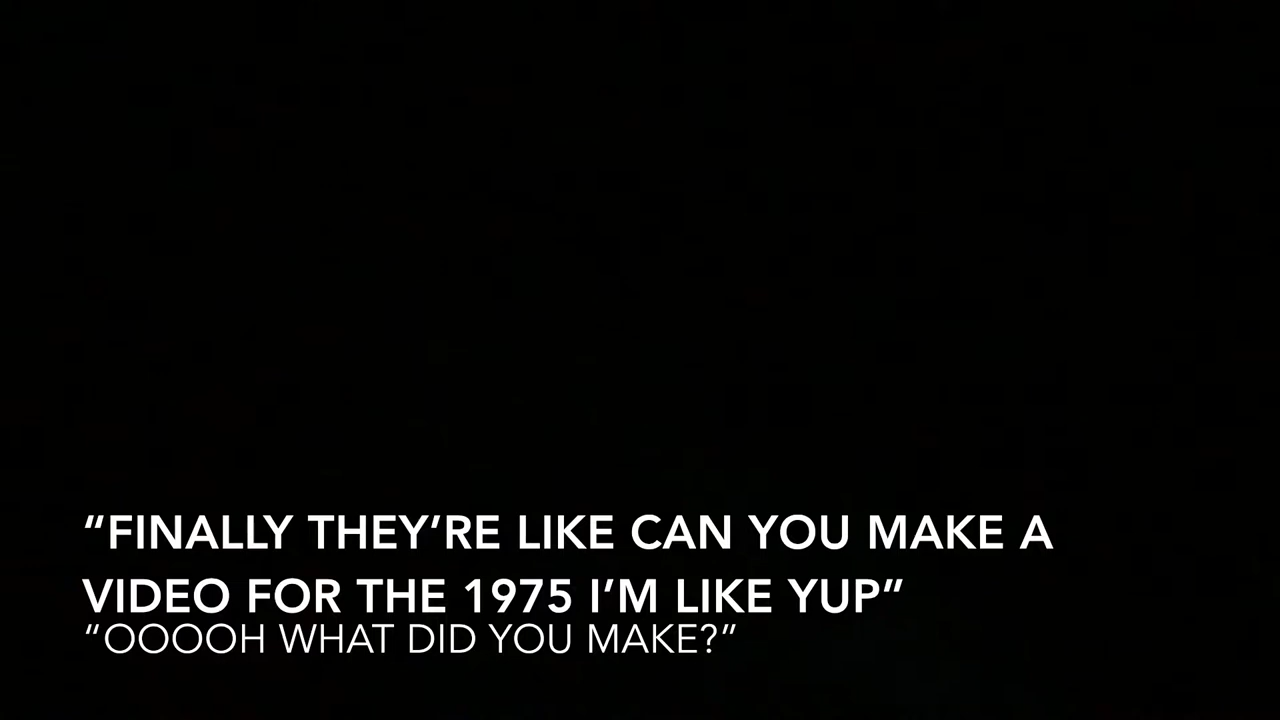 ”FINALLY THEY’RE LIKE CAN YOU MAKE A
VIDEO FOR THE 1975 I’M LIKE YUP”
“OOOOH WHAT DID YOU MAKE?”